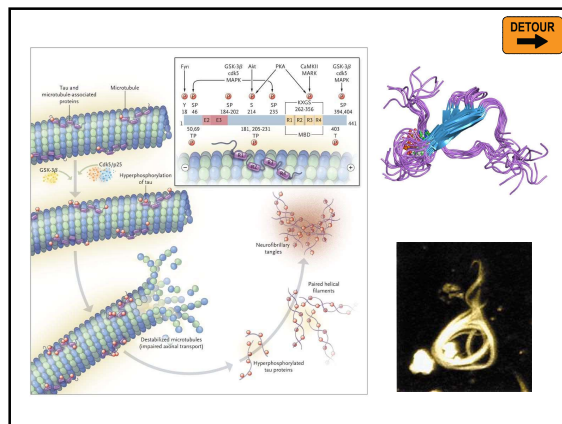 DETOUR
Fyn
GSK-3β
cdk5
MAPK
Akt
PKA
CaMKII
MARK
GSK-3β
cdk5
MAPK
Y
18
SP
46
SP
184-202
S
214
SP
235
KXGS
262-356
SP
394,404
E2
E3
R1
R2
R3
R4
1
441
50,69
TP
181, 205-231
TP
MBD
403
T
Tau and
microtubule-associated
proteins
Microtubule
GSK-3β
Cdk5/p25
Hyperphosphorylation
of tau
Neurofibrillary
tangles
Paired helical
filaments
Destabilized microtubules
(impaired axonal transport)
Hyperphosphorylated
tau proteins